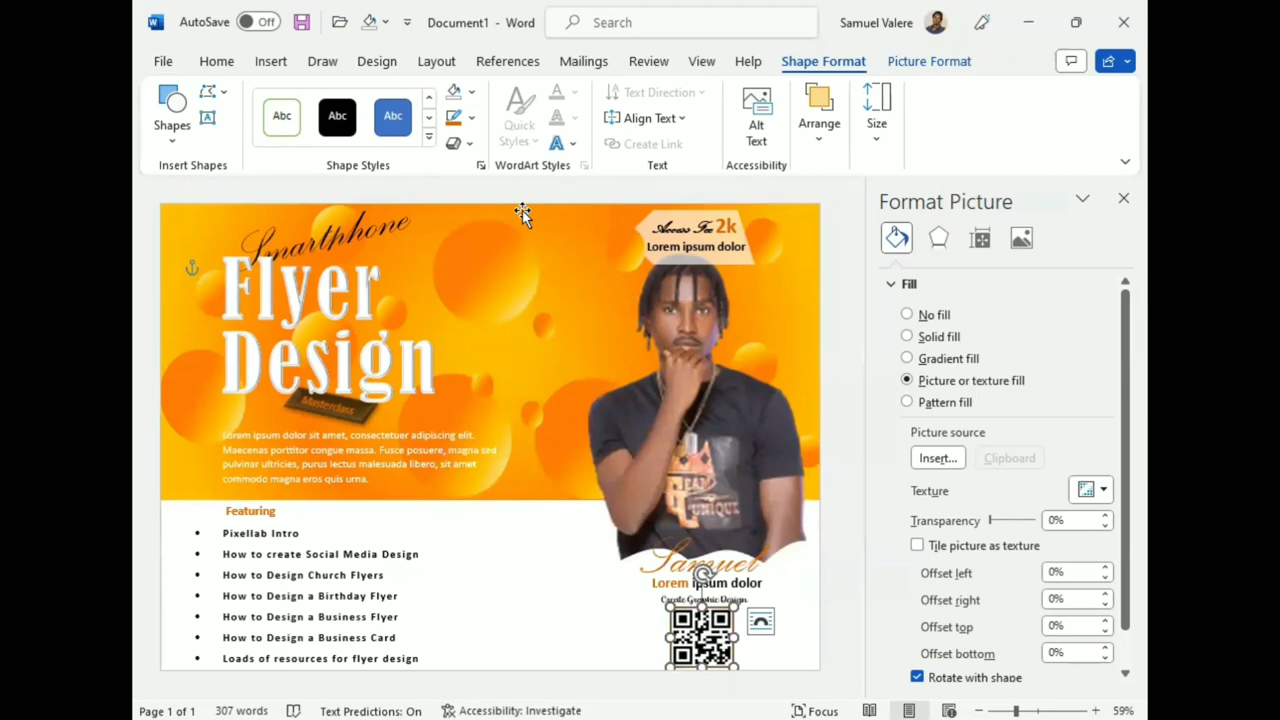 AutoSave Off Document1 - Word Search Samuel Valere
File Home Insert Draw Design Layout References Mailings Review View Help Shape Format Picture Format
Shapes
Insert Shapes
Abc Abc Abc
Shape Styles
Quick
Styles
WordArt Styles
Text Direction
Align Text
Create Link
Text
Alt
Text
Accessibility
Arrange
Size
Smartphone
Flyer
Design
Masterclass
Lorem ipsum dolor sit amet, consectetuer adipiscing elit.
Maecenas porttitor congue massa. Fusce posuere, magna sed
pulvinar ultricies, purus lectus malesuada libero, sit amet
commodo magna eros quis urna.
Access Fee 2k
Lorem ipsum dolor
Featuring
• Pixellab Intro
• How to create Social Media Design
• How to Design Church Flyers
• How to Design a Birthday Flyer
• How to Design a Business Flyer
• How to Design a Business Card
• Loads of resources for flyer design
Samuel
Lorem ipsum dolor
Create Graphic Design
Format Picture
Fill
No fill
Solid fill
Gradient fill
Picture or texture fill
Pattern fill
Picture source
Insert... Clipboard
Texture
Transparency 0%
Tile picture as texture
Offset left 0%
Offset right 0%
Offset top 0%
Offset bottom 0%
Rotate with shape
Page 1 of 1 307 words Text Predictions: On Accessibility: Investigate Focus 59%